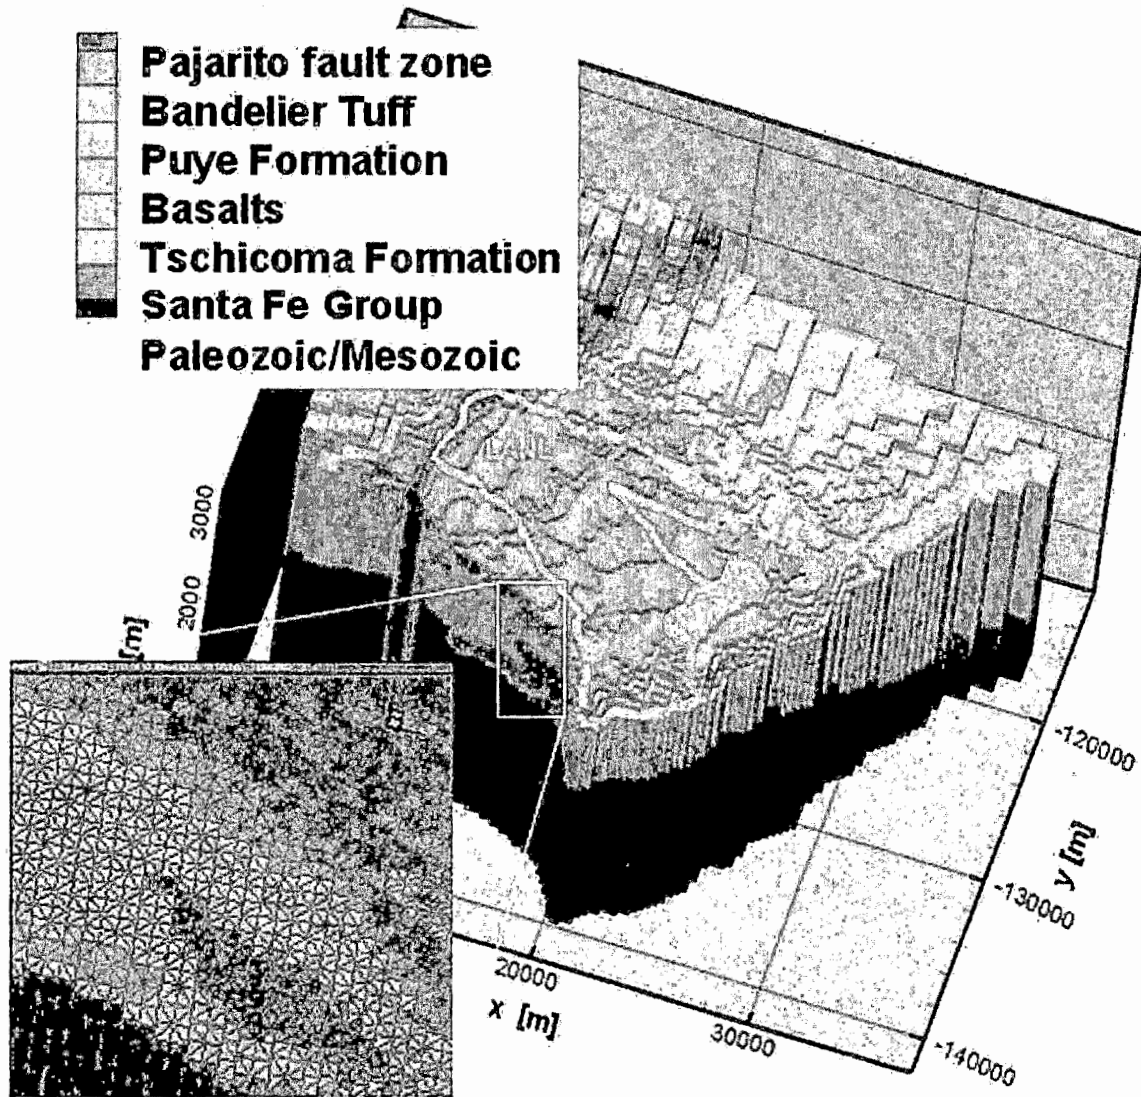 Pajarito fault zone
Bandelier Tuff
Puye Formation
Basalts
Tschicoma Formation
Santa Fe Group
Paleozoic/Mesozoic
LANL
3000
2000
[m]
-120000
y [m]
-130000
20000
x [m]
30000
-140000